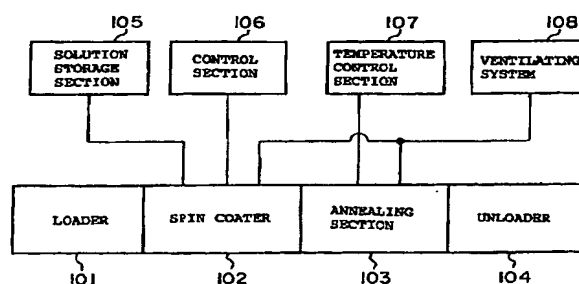 105
106
107
108
SOLUTION
STORAGE
SECTION
CONTROL
SECTION
TEMPERATURE
CONTROL
SECTION
VENTILATING
SYSTEM
LOADER
SPIN COATER
ANNEALING
SECTION
UNLOADER
101
102
103
104